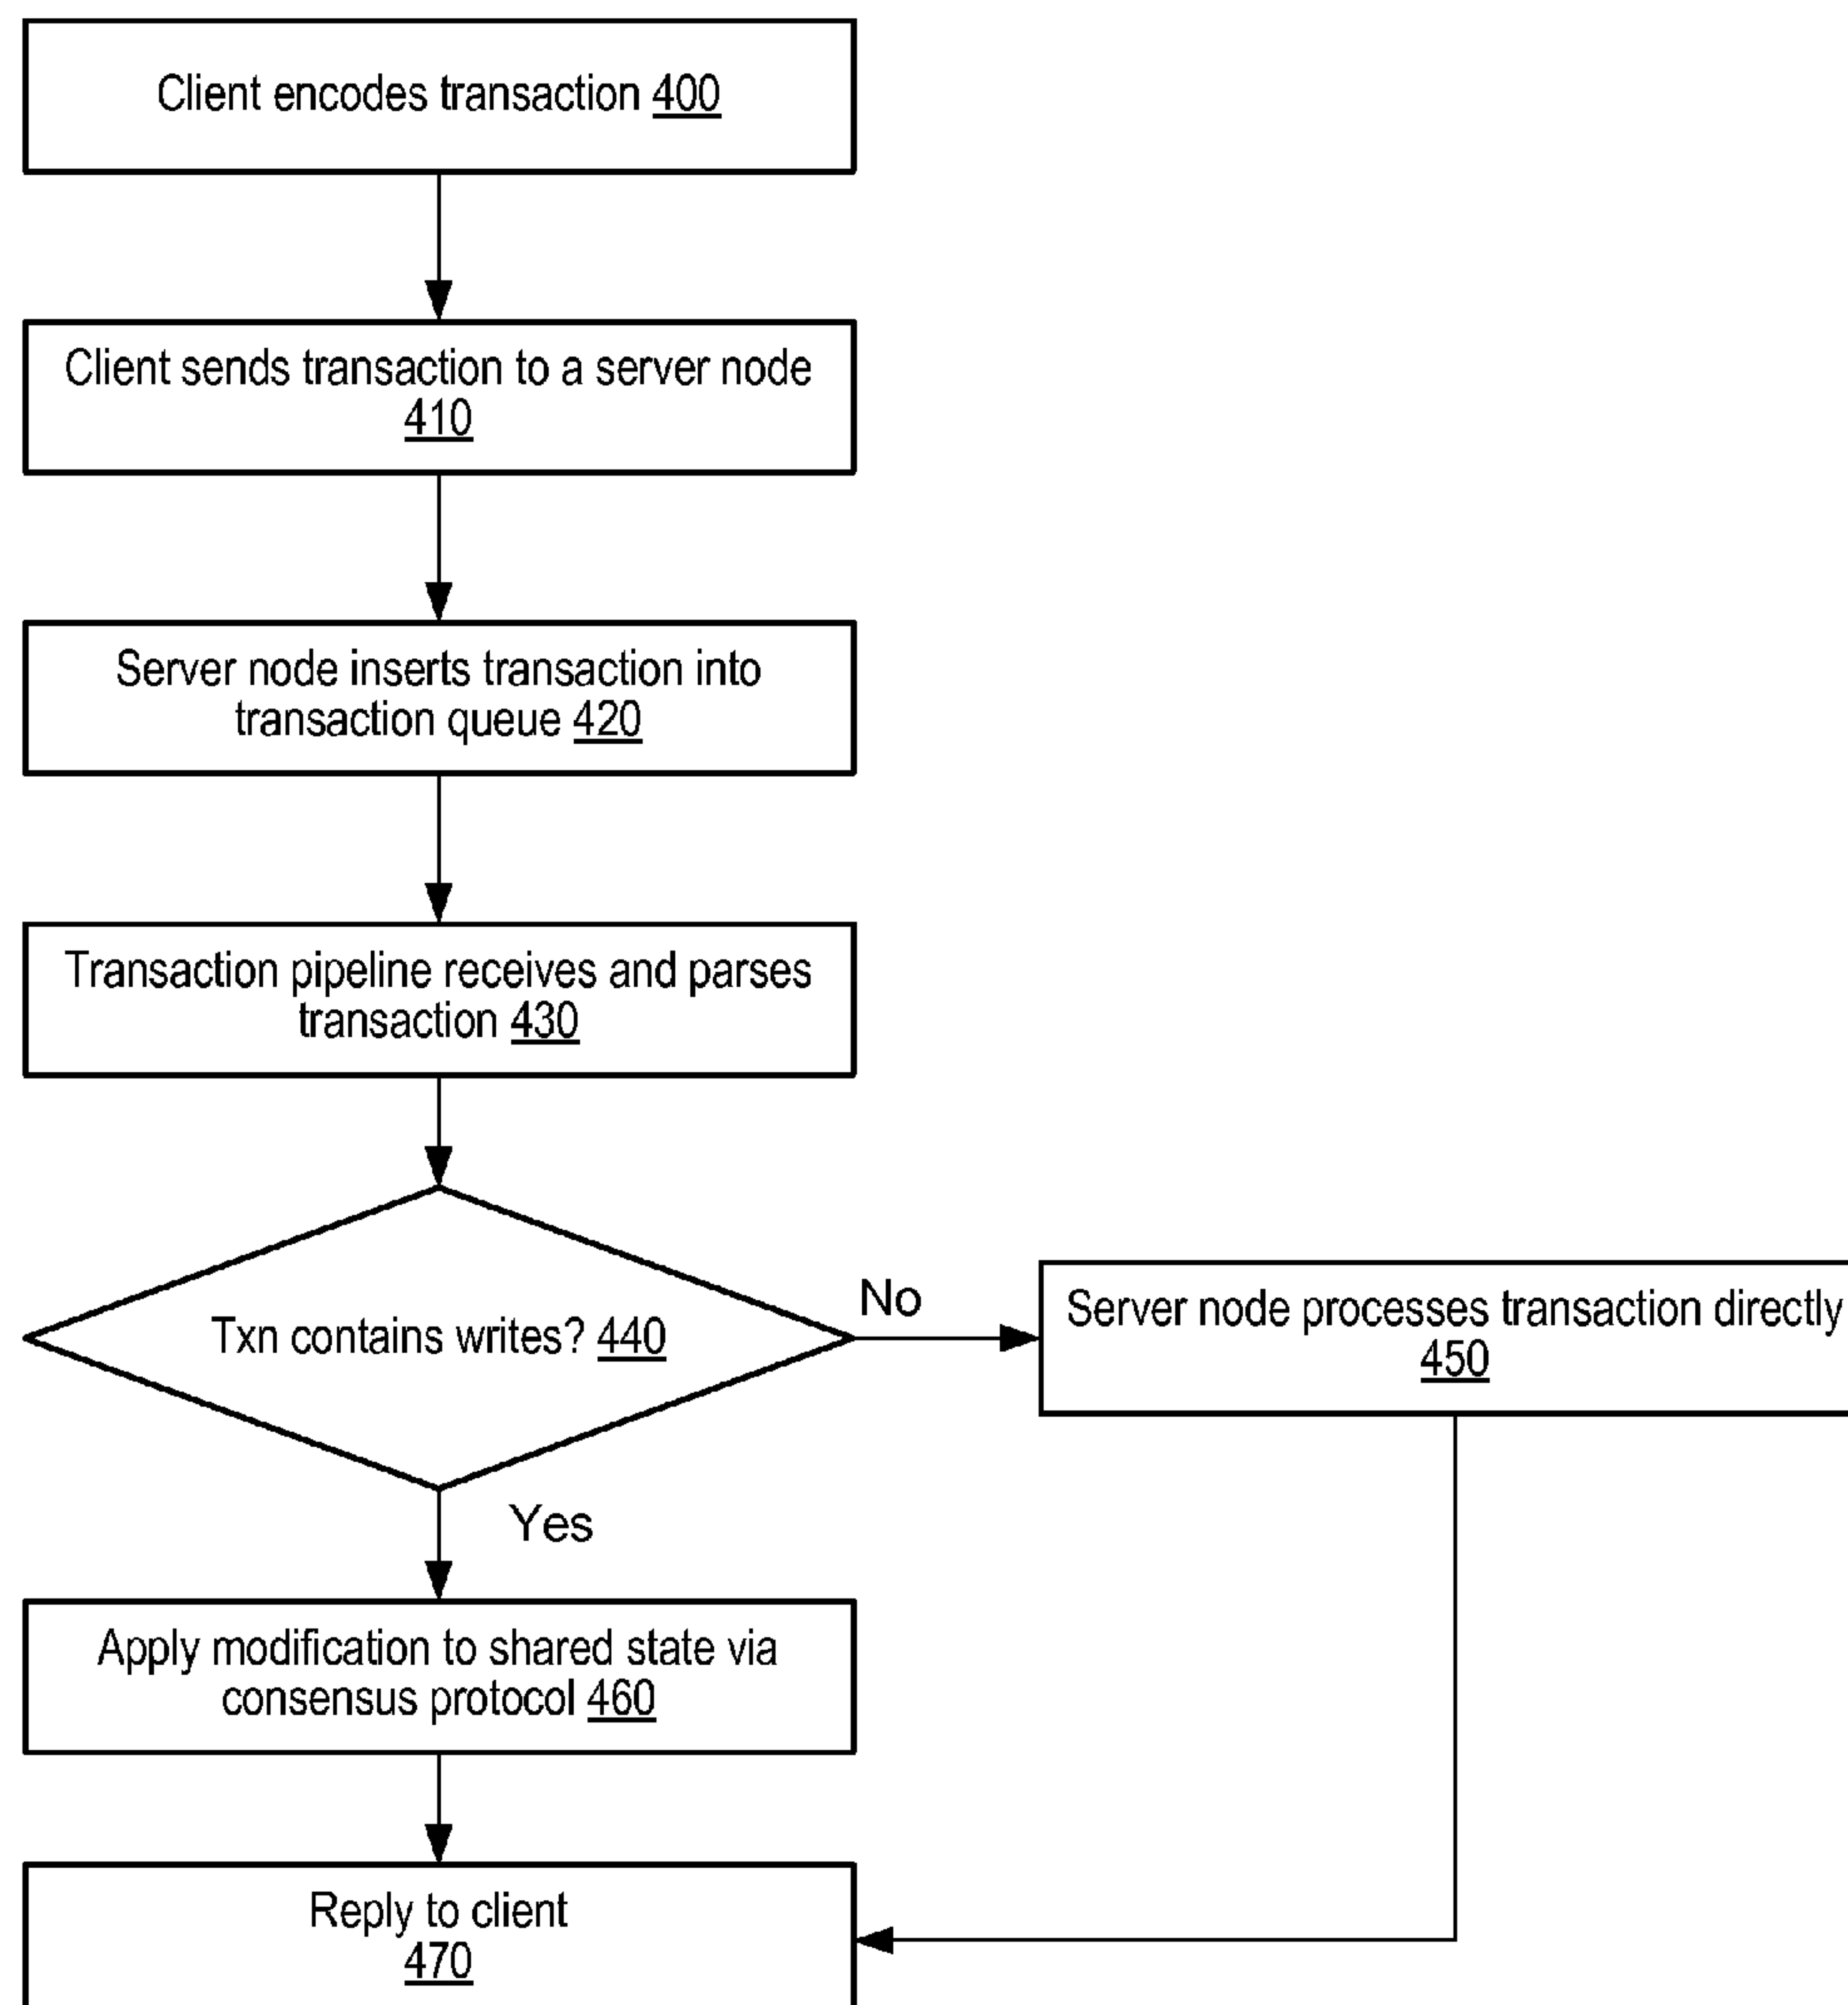 Client encodes transaction 400
Client sends transaction to a server node
410
Server node inserts transaction into
transaction queue 420
Transaction pipeline receives and parses
transaction 430
Txn contains writes? 440
No
Server node processes transaction directly
450
Yes
Apply modification to shared state via
consensus protocol 460
Reply to client
470